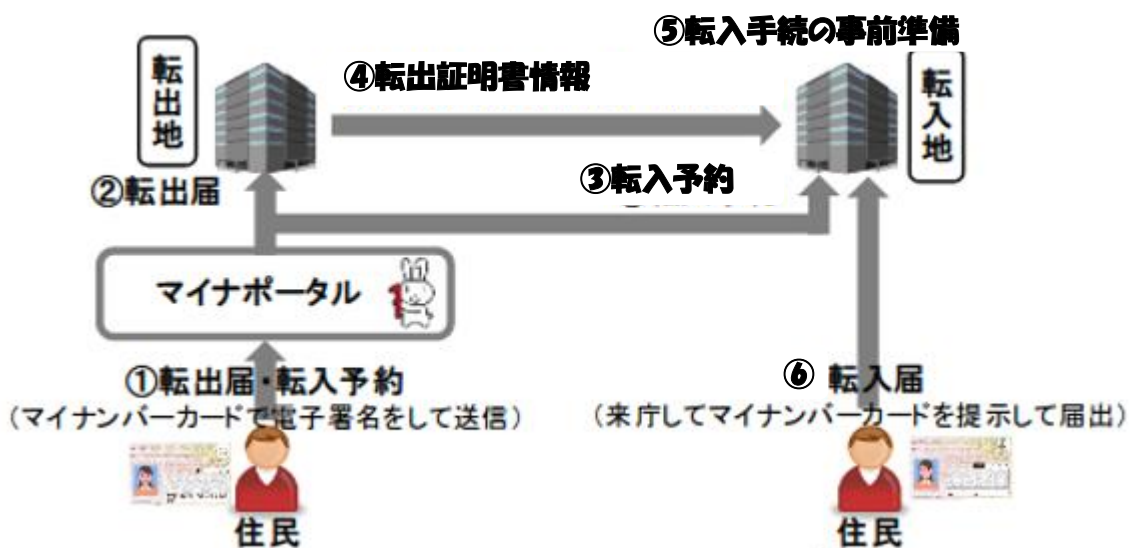 ⑤転入手続の事前準備
転出地
④転出証明書情報
転入地
②転出届
③転入予約
マイナポータル
①転出届・転入予約
(マイナンバーカードで電子署名をして送信)
⑥ 転入届
(来庁してマイナンバーカードを提示して届出)
住民
住民